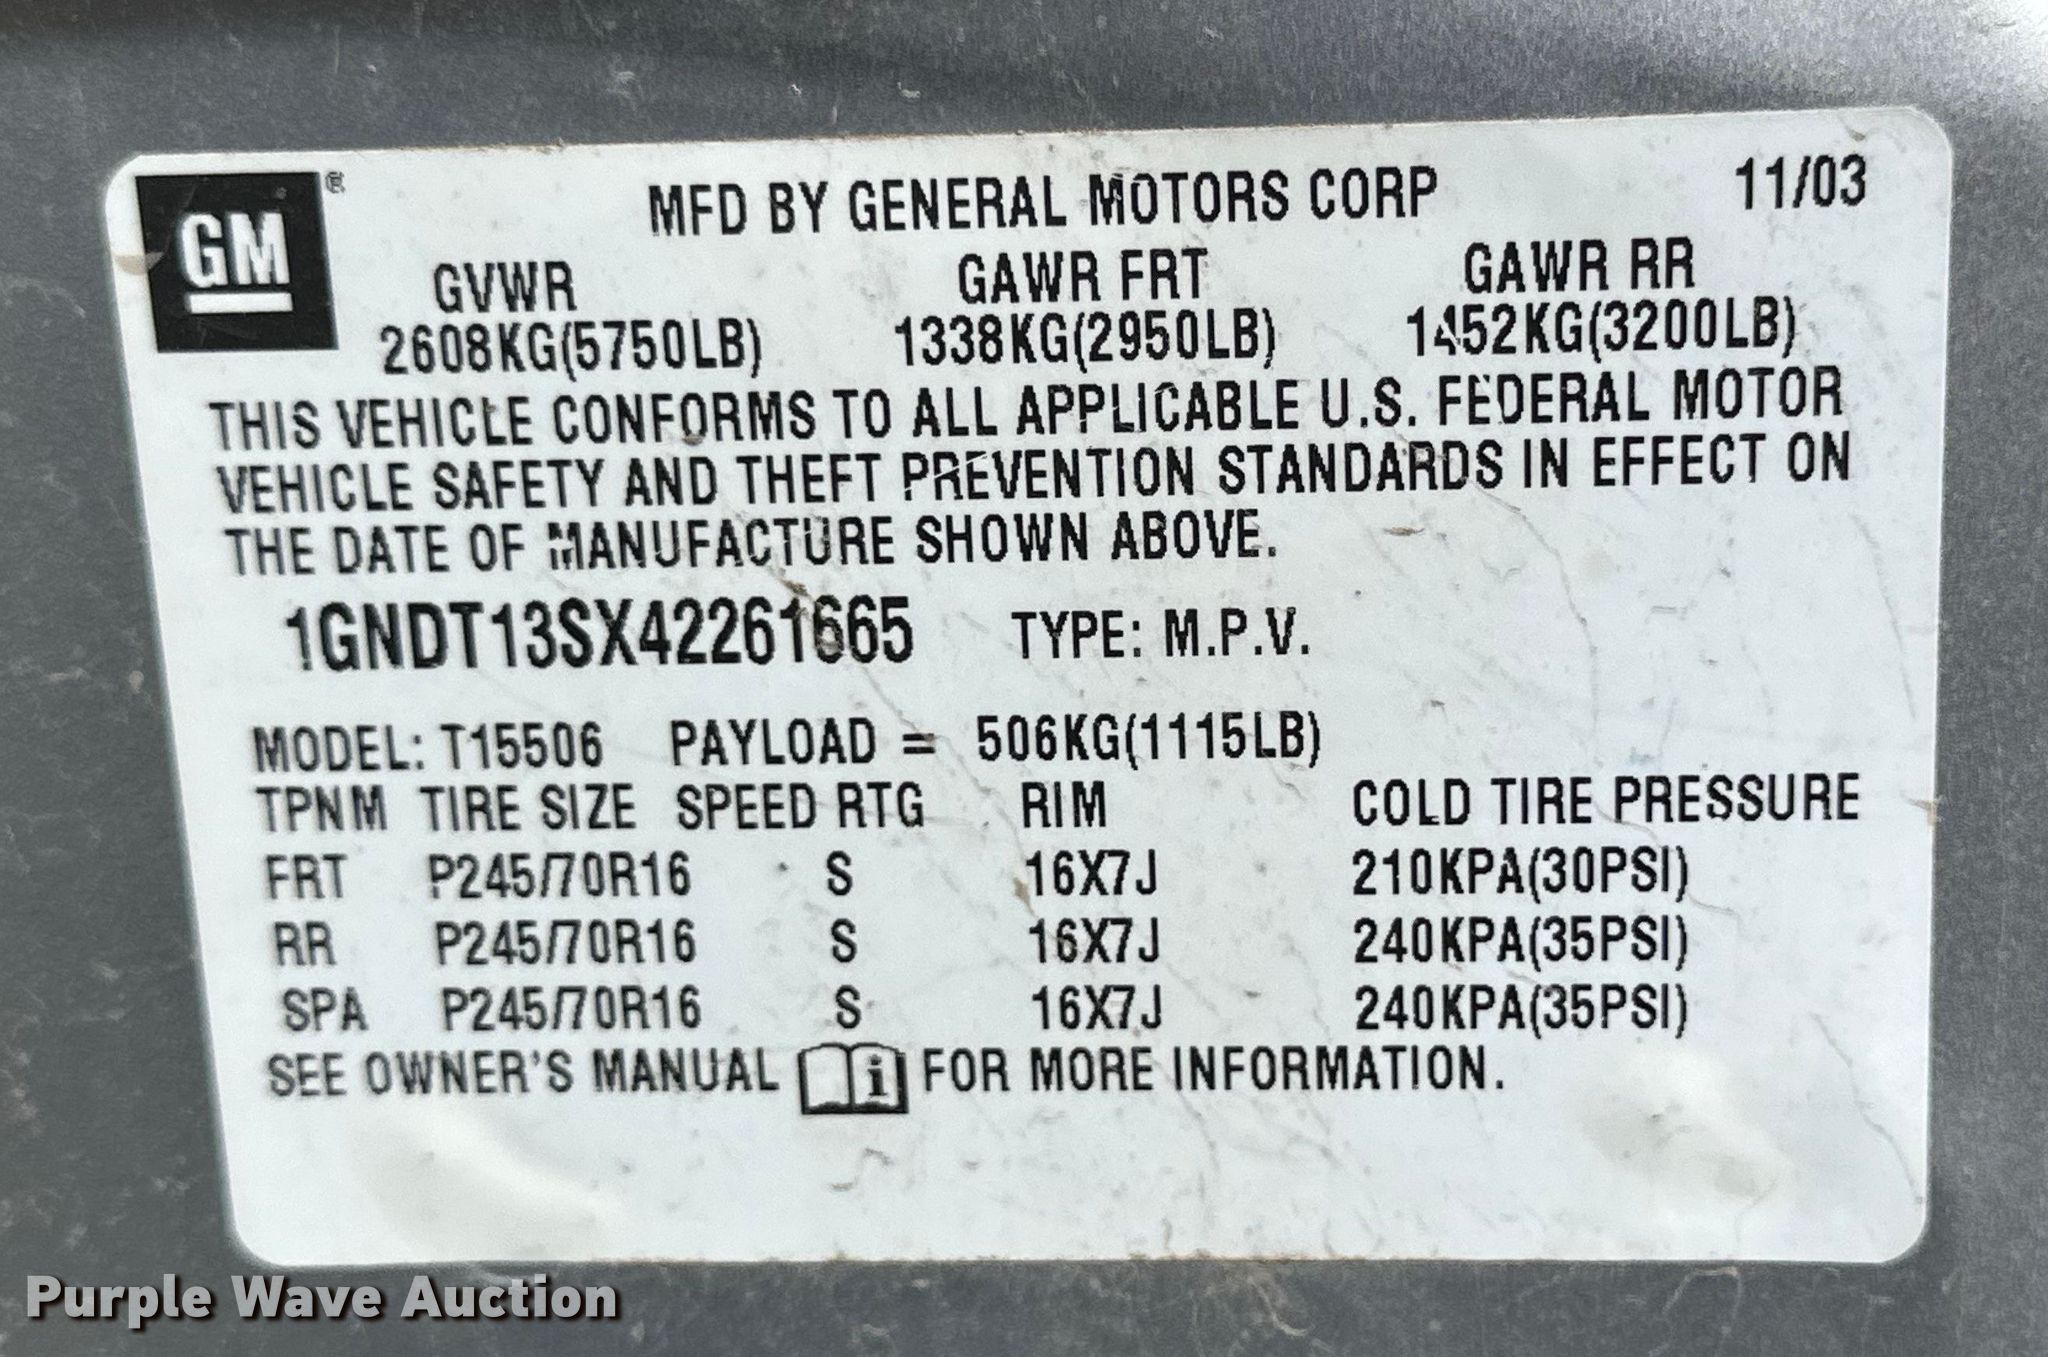 GM ®
MFD BY GENERAL MOTORS CORP 11/03
GVWR GAWR FRT GAWR RR
2608KG(5750LB) 1338KG(2950LB) 1452KG(3200LB)
THIS VEHICLE CONFORMS TO ALL APPLICABLE U.S. FEDERAL MOTOR
VEHICLE SAFETY AND THEFT PREVENTION STANDARDS IN EFFECT ON
THE DATE OF MANUFACTURE SHOWN ABOVE.
1GNDT13SX42261665 TYPE: M.P.V.
MODEL: T15506 PAYLOAD = 506KG(1115LB)
TPNM TIRE SIZE SPEED RTG RIM COLD TIRE PRESSURE
FRT P245/70R16 S 16X7J 210KPA(30PSI)
RR P245/70R16 S 16X7J 240KPA(35PSI)
SPA P245/70R16 S 16X7J 240KPA(35PSI)
SEE OWNER'S MANUAL i FOR MORE INFORMATION.
Purple Wave Auction